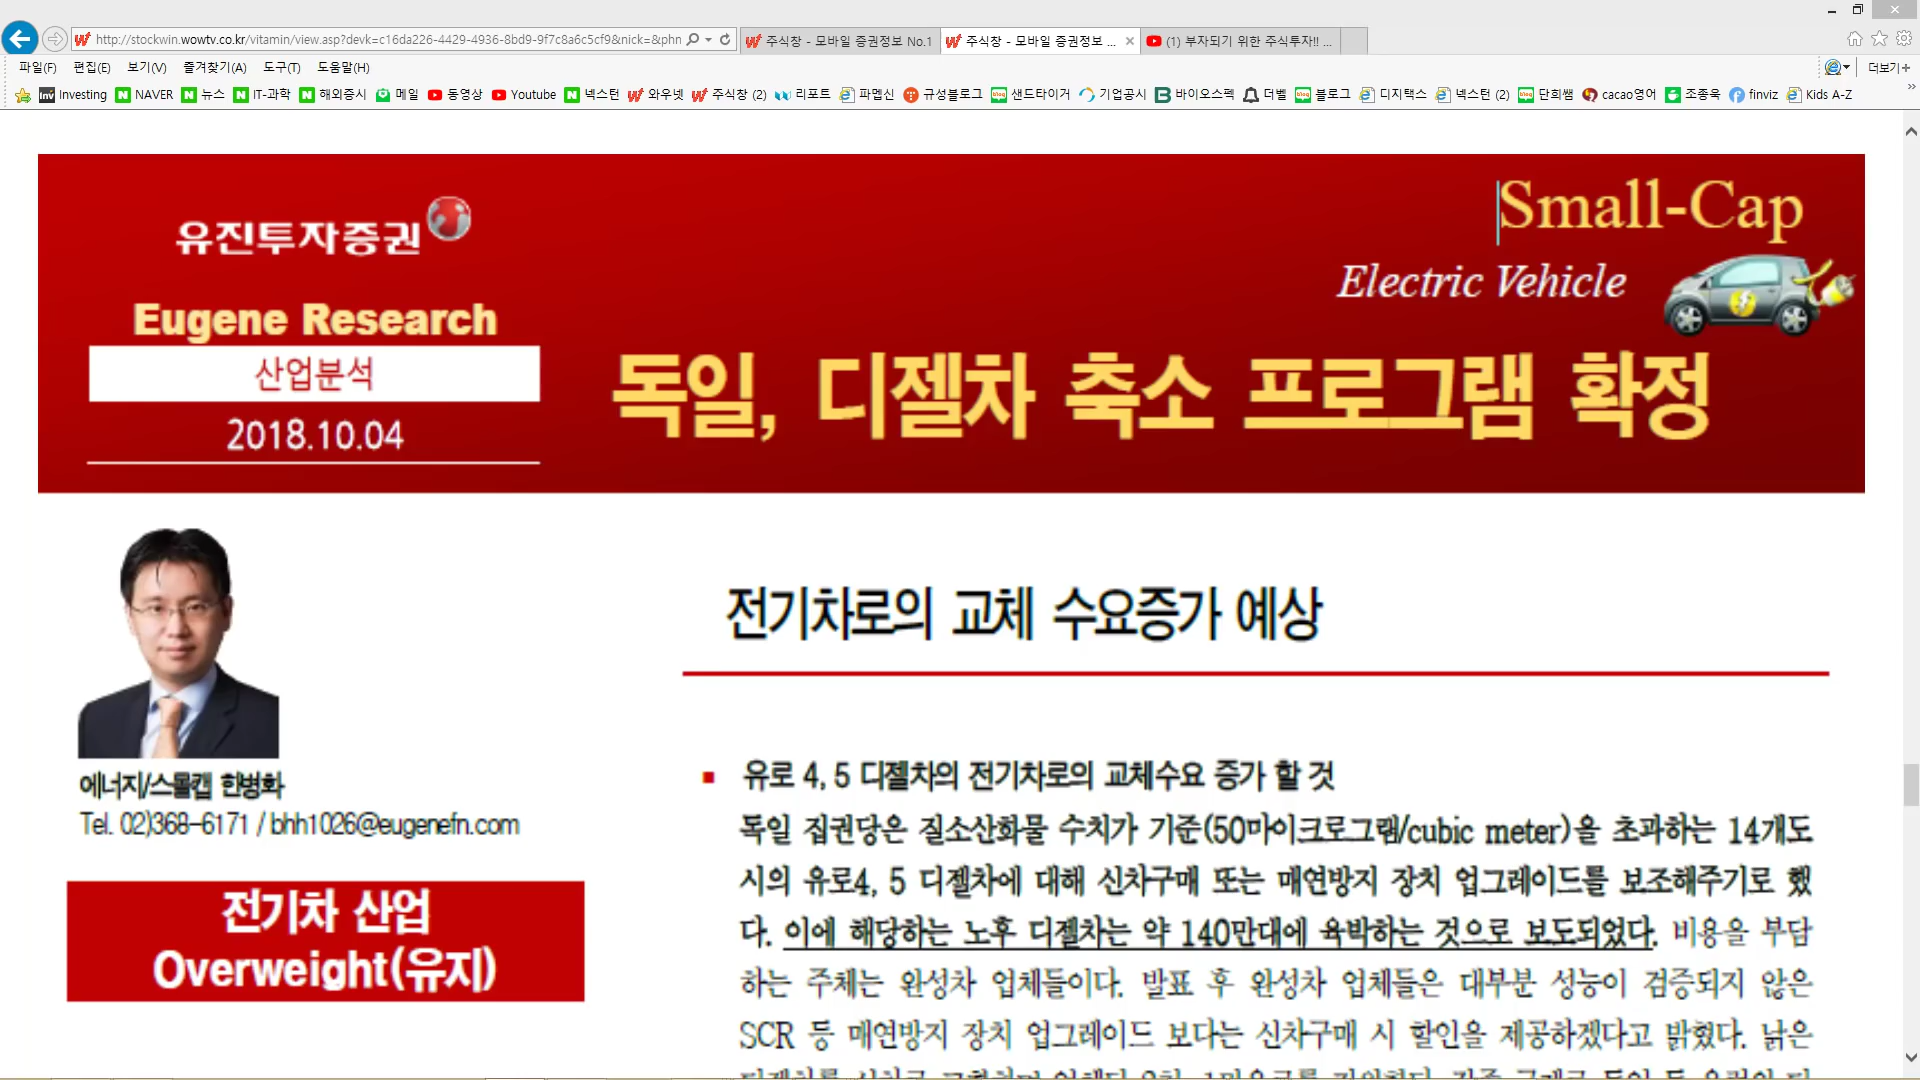 http://stockwin.wowtv.co.kr/vitamin/view.asp?devk=c16da226-4429-4936-8bd9-9f7c8a6c5cf9&nick=&phn
주식창 - 모바일 증권정보 No.1
주식창 - 모바일 증권정보 ...
(1) 부자되기 위한 주식투자!! ...
파일(F) 편집(E) 보기(V) 즐겨찾기(A) 도구(T) 도움말(H)
더보기
Investing NAVER 뉴스 IT-과학 해외증시 메일 동영상 Youtube 넥스턴 와우넷 주식창 (2) 리포트 파멥신 규성블로그 샌드타이거 기업공시 바이오스펙 더벨 블로그 디지택스 넥스턴 (2) 단희쌤 cacao영어 조종욱 finviz Kids A-Z
Small-Cap
유진투자증권
Electric Vehicle
Eugene Research
산업분석
독일, 디젤차 축소 프로그램 확정
2018.10.04
전기차로의 교체 수요증가 예상
에너지/스몰캡 한병화
Tel. 02)368-6171 / bhh1026@eugenefn.com
전기차 산업
Overweight(유지)
유로 4, 5 디젤차의 전기차로의 교체수요 증가 할 것
독일 집권당은 질소산화물 수치가 기준(50마이크로그램/cubic meter)을 초과하는 14개도
시의 유로4, 5 디젤차에 대해 신차구매 또는 매연방지 장치 업그레이드를 보조해주기로 했
다. 이에 해당하는 노후 디젤차는 약 140만대에 육박하는 것으로 보도되었다. 비용을 부담
하는 주체는 완성차 업체들이다. 발표 후 완성차 업체들은 대부분 성능이 검증되지 않은
SCR 등 매연방지 장치 업그레이드 보다는 신차구매 시 할인을 제공하겠다고 밝혔다. 낡은